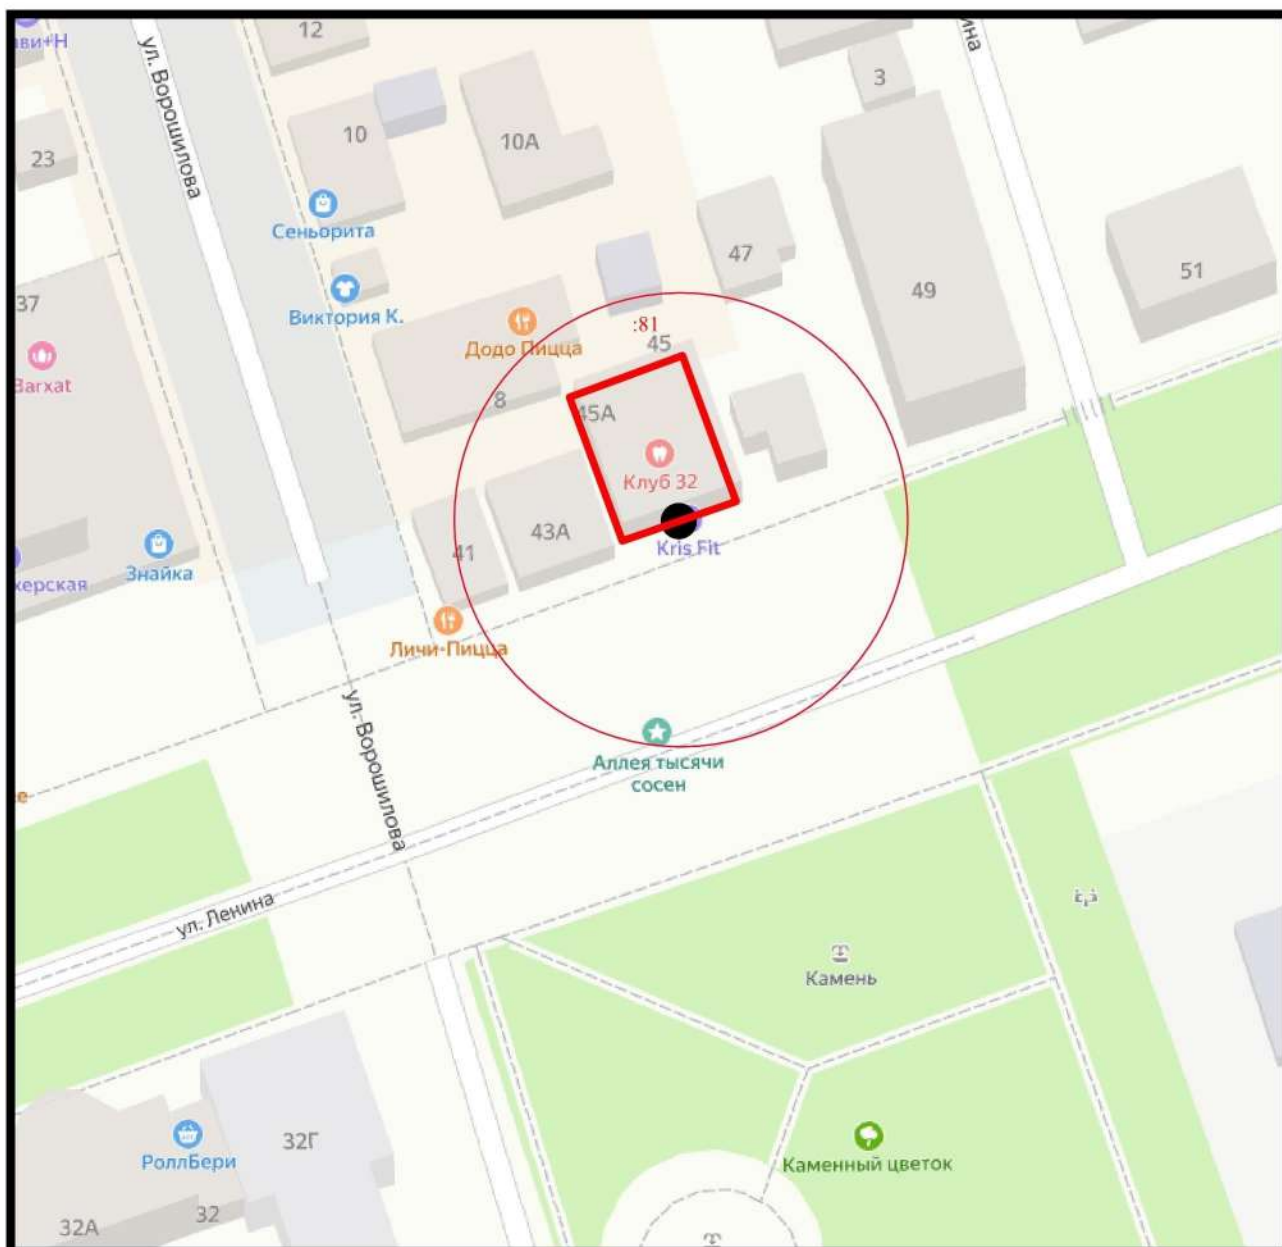 12
ул. Ворошилова
3
10
10А
23
Сеньорита
47
51
49
37
Виктория К.
:81
45
Додо Пицца
Barxat
8
45А
Клуб 32
43А
Kris Fit
41
Знайка
херская
Личи-Пицца
ул. Ворошилова
Аллея тысячи
сосен
е
ул. Ленина
Камень
32Г
РоллБери
Каменный цветок
32
32А